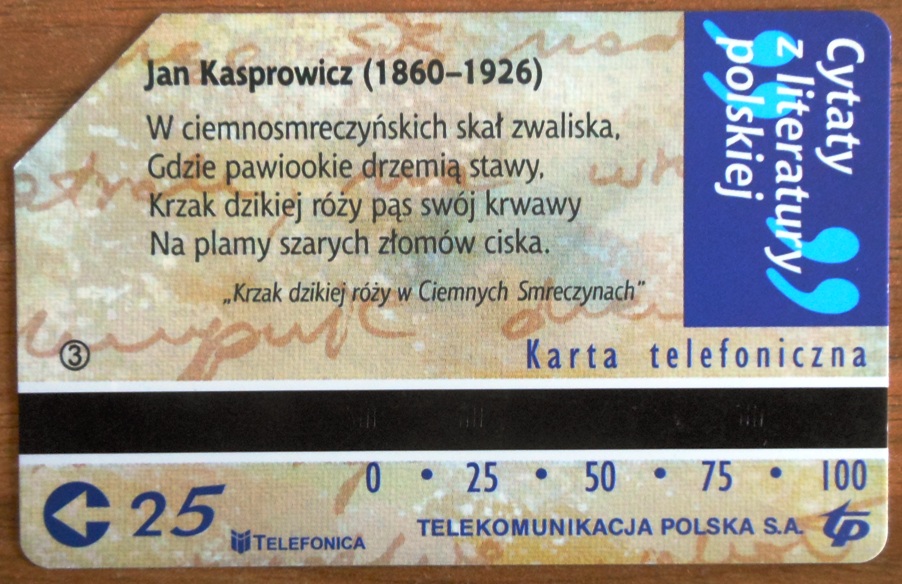 Jan Kasprowicz (1860–1926)
W ciemnosmreczyńskich skał zwaliska,
Gdzie pawiookie drzemią stawy,
Krzak dzikiej róży pąs swój krwawy
Na plamy szarych złomów ciska.
„Krzak dzikiej róży w Ciemnych Smreczynach”
Cytaty
z literatury
polskiej
3
Karta telefoniczna
0 • 25 • 50 • 75 • 100
25
TELEFONICA
TELEKOMUNIKACJA POLSKA S.A. tp